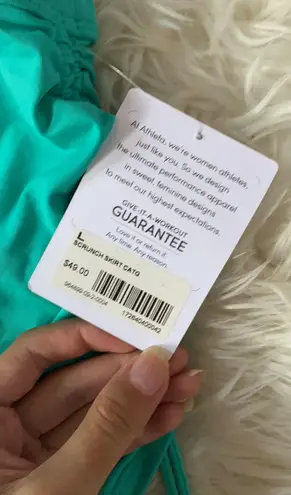 At Athleta, we're women athletes,
just like you. So we design
the ultimate performance apparel
in sweet, feminine designs
to meet our highest expectations.
GIVE-IT-A-WORKOUT
GUARANTEE
Love it or return it.
Any time. Any reason.
L
SCRUNCH SKIRT CATG
$49.00
172640400042